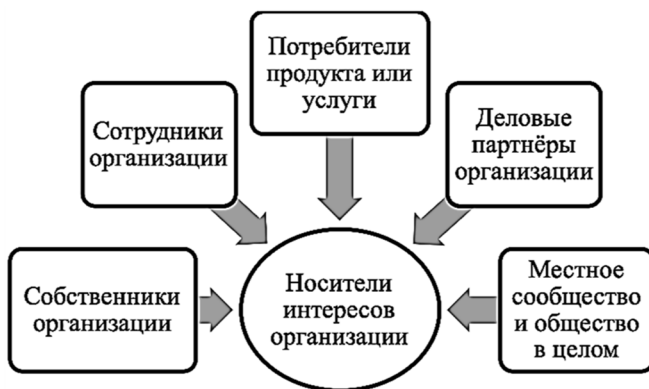 Потребители
продукта или
услуги
Сотрудники
организации
Деловые
партнёры
организации
Собственники
организации
Носители
интересов
организации
Местное
сообщество
и общество
в целом